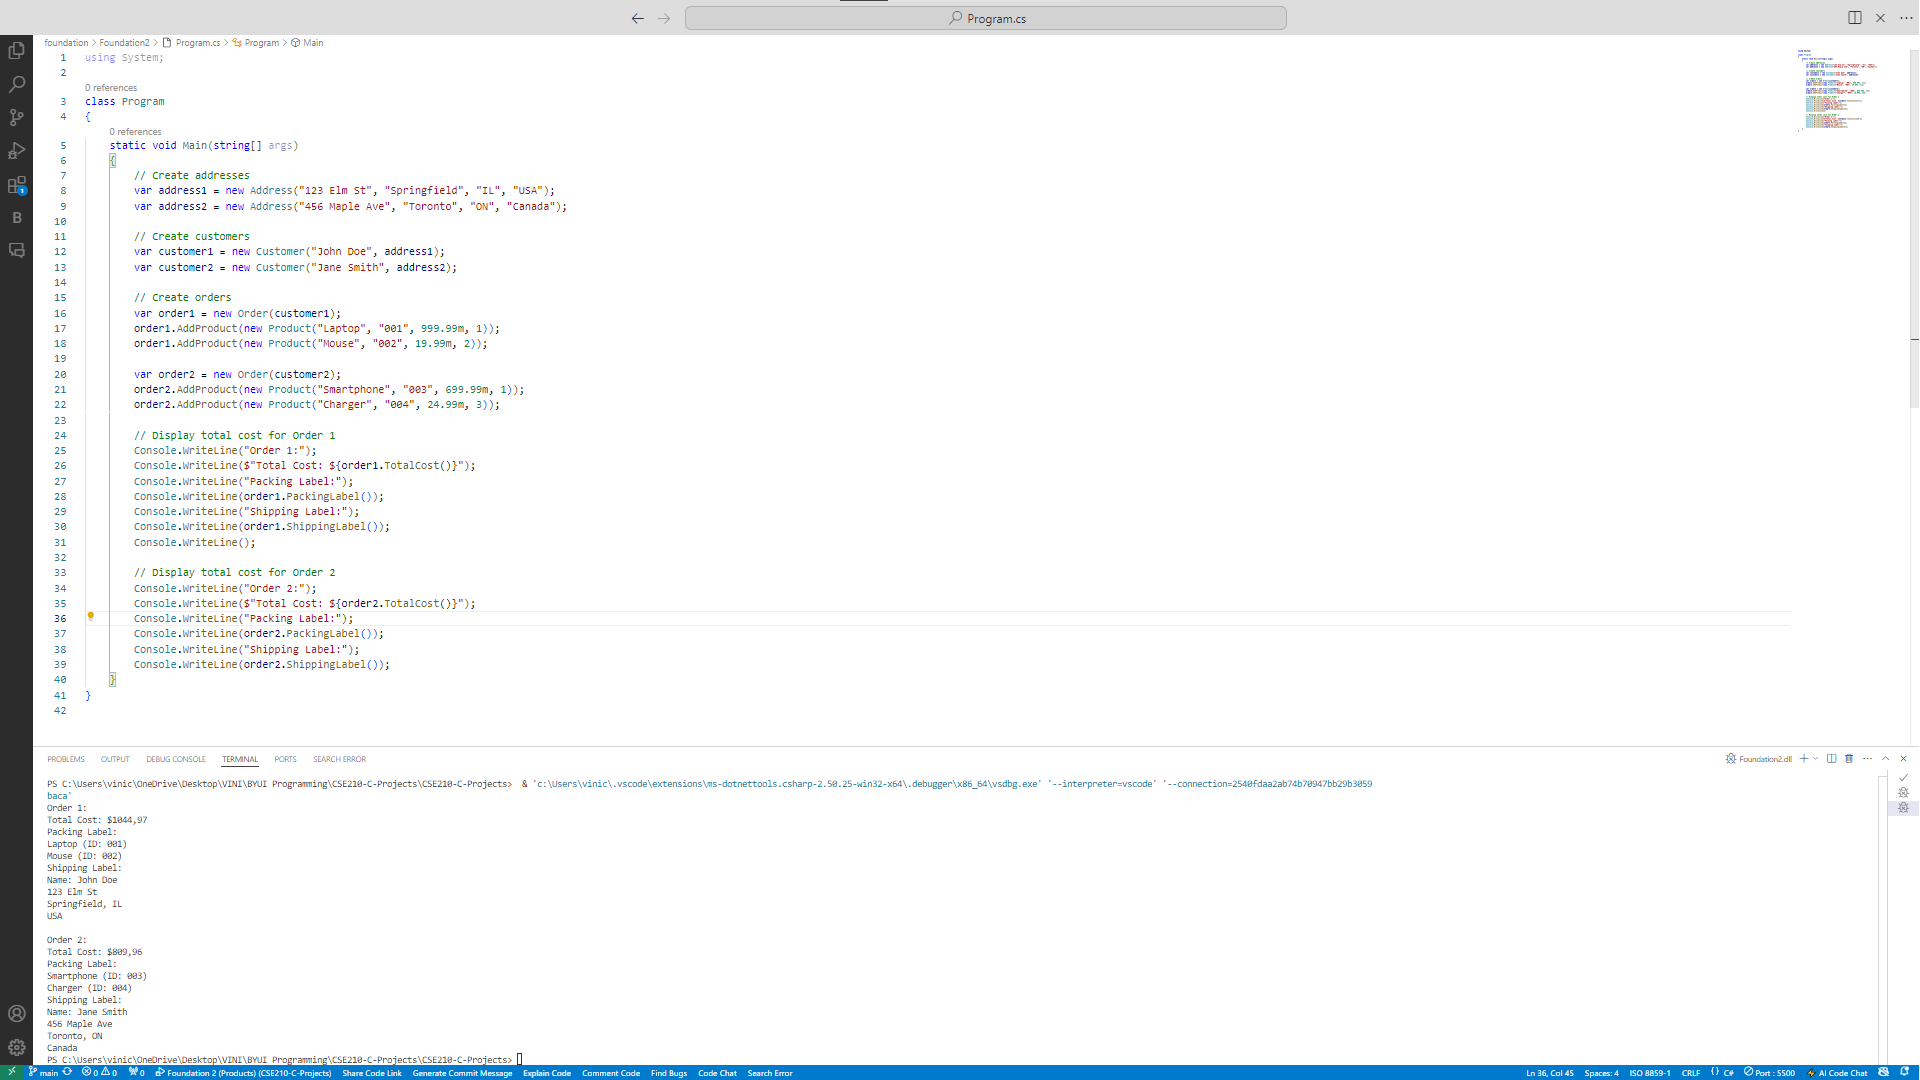 Program.cs
foundation > Foundation2 > Program.cs > Program > Main
1 using System;
2
0 references
3 class Program
4 {
0 references
5 static void Main(string[] args)
6 {
7 // Create addresses
8 var address1 = new Address("123 Elm St", "Springfield", "IL", "USA");
9 var address2 = new Address("456 Maple Ave", "Toronto", "ON", "Canada");
10
11 // Create customers
12 var customer1 = new Customer("John Doe", address1);
13 var customer2 = new Customer("Jane Smith", address2);
14
15 // Create orders
16 var order1 = new Order(customer1);
17 order1.AddProduct(new Product("Laptop", "001", 999.99m, 1));
18 order1.AddProduct(new Product("Mouse", "002", 19.99m, 2));
19
20 var order2 = new Order(customer2);
21 order2.AddProduct(new Product("Smartphone", "003", 699.99m, 1));
22 order2.AddProduct(new Product("Charger", "004", 24.99m, 3));
23
24 // Display total cost for Order 1
25 Console.WriteLine("Order 1:");
26 Console.WriteLine($"Total Cost: ${order1.TotalCost()}");
27 Console.WriteLine("Packing Label:");
28 Console.WriteLine(order1.PackingLabel());
29 Console.WriteLine("Shipping Label:");
30 Console.WriteLine(order1.ShippingLabel());
31 Console.WriteLine();
32
33 // Display total cost for Order 2
34 Console.WriteLine("Order 2:");
35 Console.WriteLine($"Total Cost: ${order2.TotalCost()}");
36 Console.WriteLine("Packing Label:");
37 Console.WriteLine(order2.PackingLabel());
38 Console.WriteLine("Shipping Label:");
39 Console.WriteLine(order2.ShippingLabel());
40 }
41 }
42
1
B
PROBLEMS OUTPUT DEBUG CONSOLE TERMINAL PORTS SEARCH ERROR Foundation2.dll
PS C:\Users\vinic\OneDrive\Desktop\VINI\BYUI Programming\CSE210-C-Projects\CSE210-C-Projects> & 'c:\Users\vinic\.vscode\extensions\ms-dotnettools.csharp-2.50.25-win32-x64\.debugger\x86_64\vsdbg.exe' '--interpreter=vscode' '--connection=2540fdaa2ab74b70947bb29b3059
baca'
Order 1:
Total Cost: $1044,97
Packing Label:
Laptop (ID: 001)
Mouse (ID: 002)
Shipping Label:
Name: John Doe
123 Elm St
Springfield, IL
USA

Order 2:
Total Cost: $809,96
Packing Label:
Smartphone (ID: 003)
Charger (ID: 004)
Shipping Label:
Name: Jane Smith
456 Maple Ave
Toronto, ON
Canada
PS C:\Users\vinic\OneDrive\Desktop\VINI\BYUI Programming\CSE210-C-Projects\CSE210-C-Projects>
main 0 0 0 Foundation 2 (Products) (CSE210-C-Projects) Share Code Link Generate Commit Message Explain Code Comment Code Find Bugs Code Chat Search Error Ln 36, Col 45 Spaces: 4 ISO 8859-1 CRLF {} C# Port : 5500 AI Code Chat